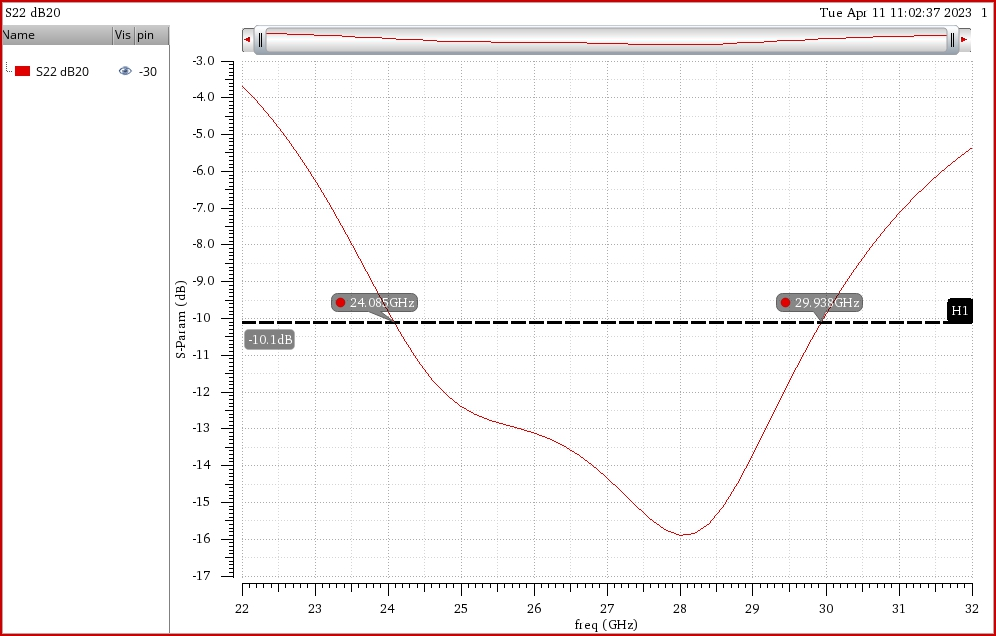 S22 dB20
Tue Apr 11 11:02:37 2023 1
Name Vis pin
S22 dB20 -30
-3.0
-4.0
-5.0
-6.0
-7.0
-8.0
-9.0
-10
-11
-12
-13
-14
-15
-16
-17
S-Param (dB)
24.085GHz
29.938GHz
H1
-10.1dB
22 23 24 25 26 27 28 29 30 31 32
freq (GHz)